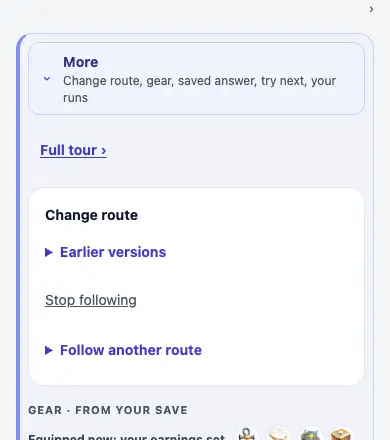 ›
More
Change route, gear, saved answer, try next, your
runs
Full tour ›
Change route
▶ Earlier versions
Stop following
▶ Follow another route
GEAR · FROM YOUR SAVE
Equipped now: your earnings set